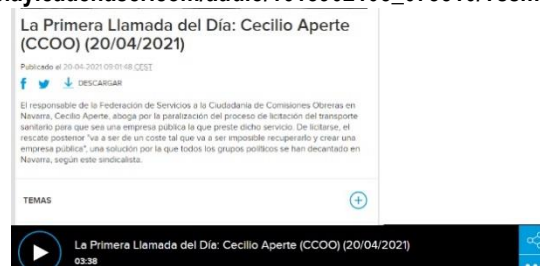 La Primera Llamada del Día: Cecilio Aperte
(CCOO) (20/04/2021)
Publicado el 20-04-2021 09:01:48 CEST
DESCARGAR
El responsable de la Federación de Servicios a la Ciudadanía de Comisiones Obreras en
Navarra, Cecilio Aperte, aboga por la paralización del proceso de licitación del transporte
sanitario para que sea una empresa pública la que preste dicho servicio. De licitarse, el
rescate posterior "va a ser de un coste tal que va a ser imposible recuperarlo y crear una
empresa pública", una solución por la que todos los grupos políticos se han decantado en
Navarra, según este sindicalista.
TEMAS
La Primera Llamada del Día: Cecilio Aperte (CCOO) (20/04/2021)
03:38